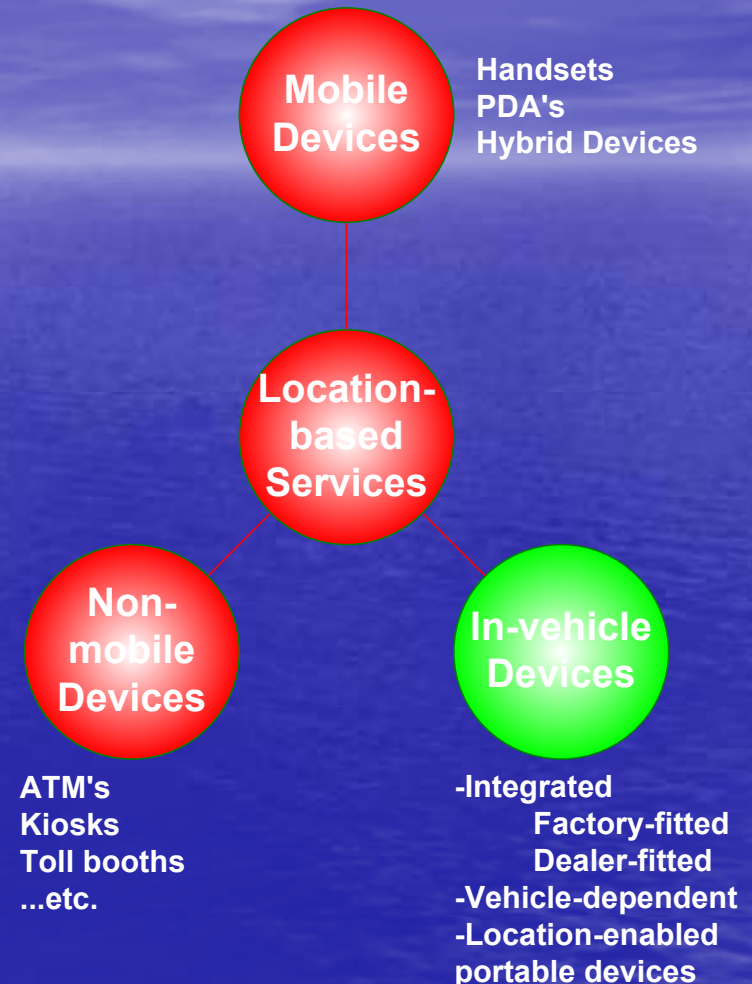 Mobile
Devices
Handsets
PDA's
Hybrid Devices
Location-
based
Services
Non-
mobile
Devices
ATM's
Kiosks
Toll booths
...etc.
In-vehicle
Devices
-Integrated
Factory-fitted
Dealer-fitted
-Vehicle-dependent
-Location-enabled
portable devices